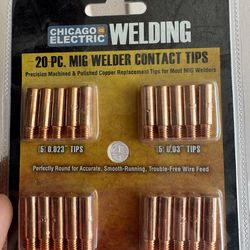 CHICAGO
ELECTRIC
WELDING
20 PC. MIG WELDER CONTACT TIPS
Precision Machined & Polished Copper Replacement Tips for Most MIG Welders
(5) 0.023" TIPS
(5) 0.03" TIPS
Perfectly Round for Accurate, Smooth-Running, Trouble-Free Wire Feed